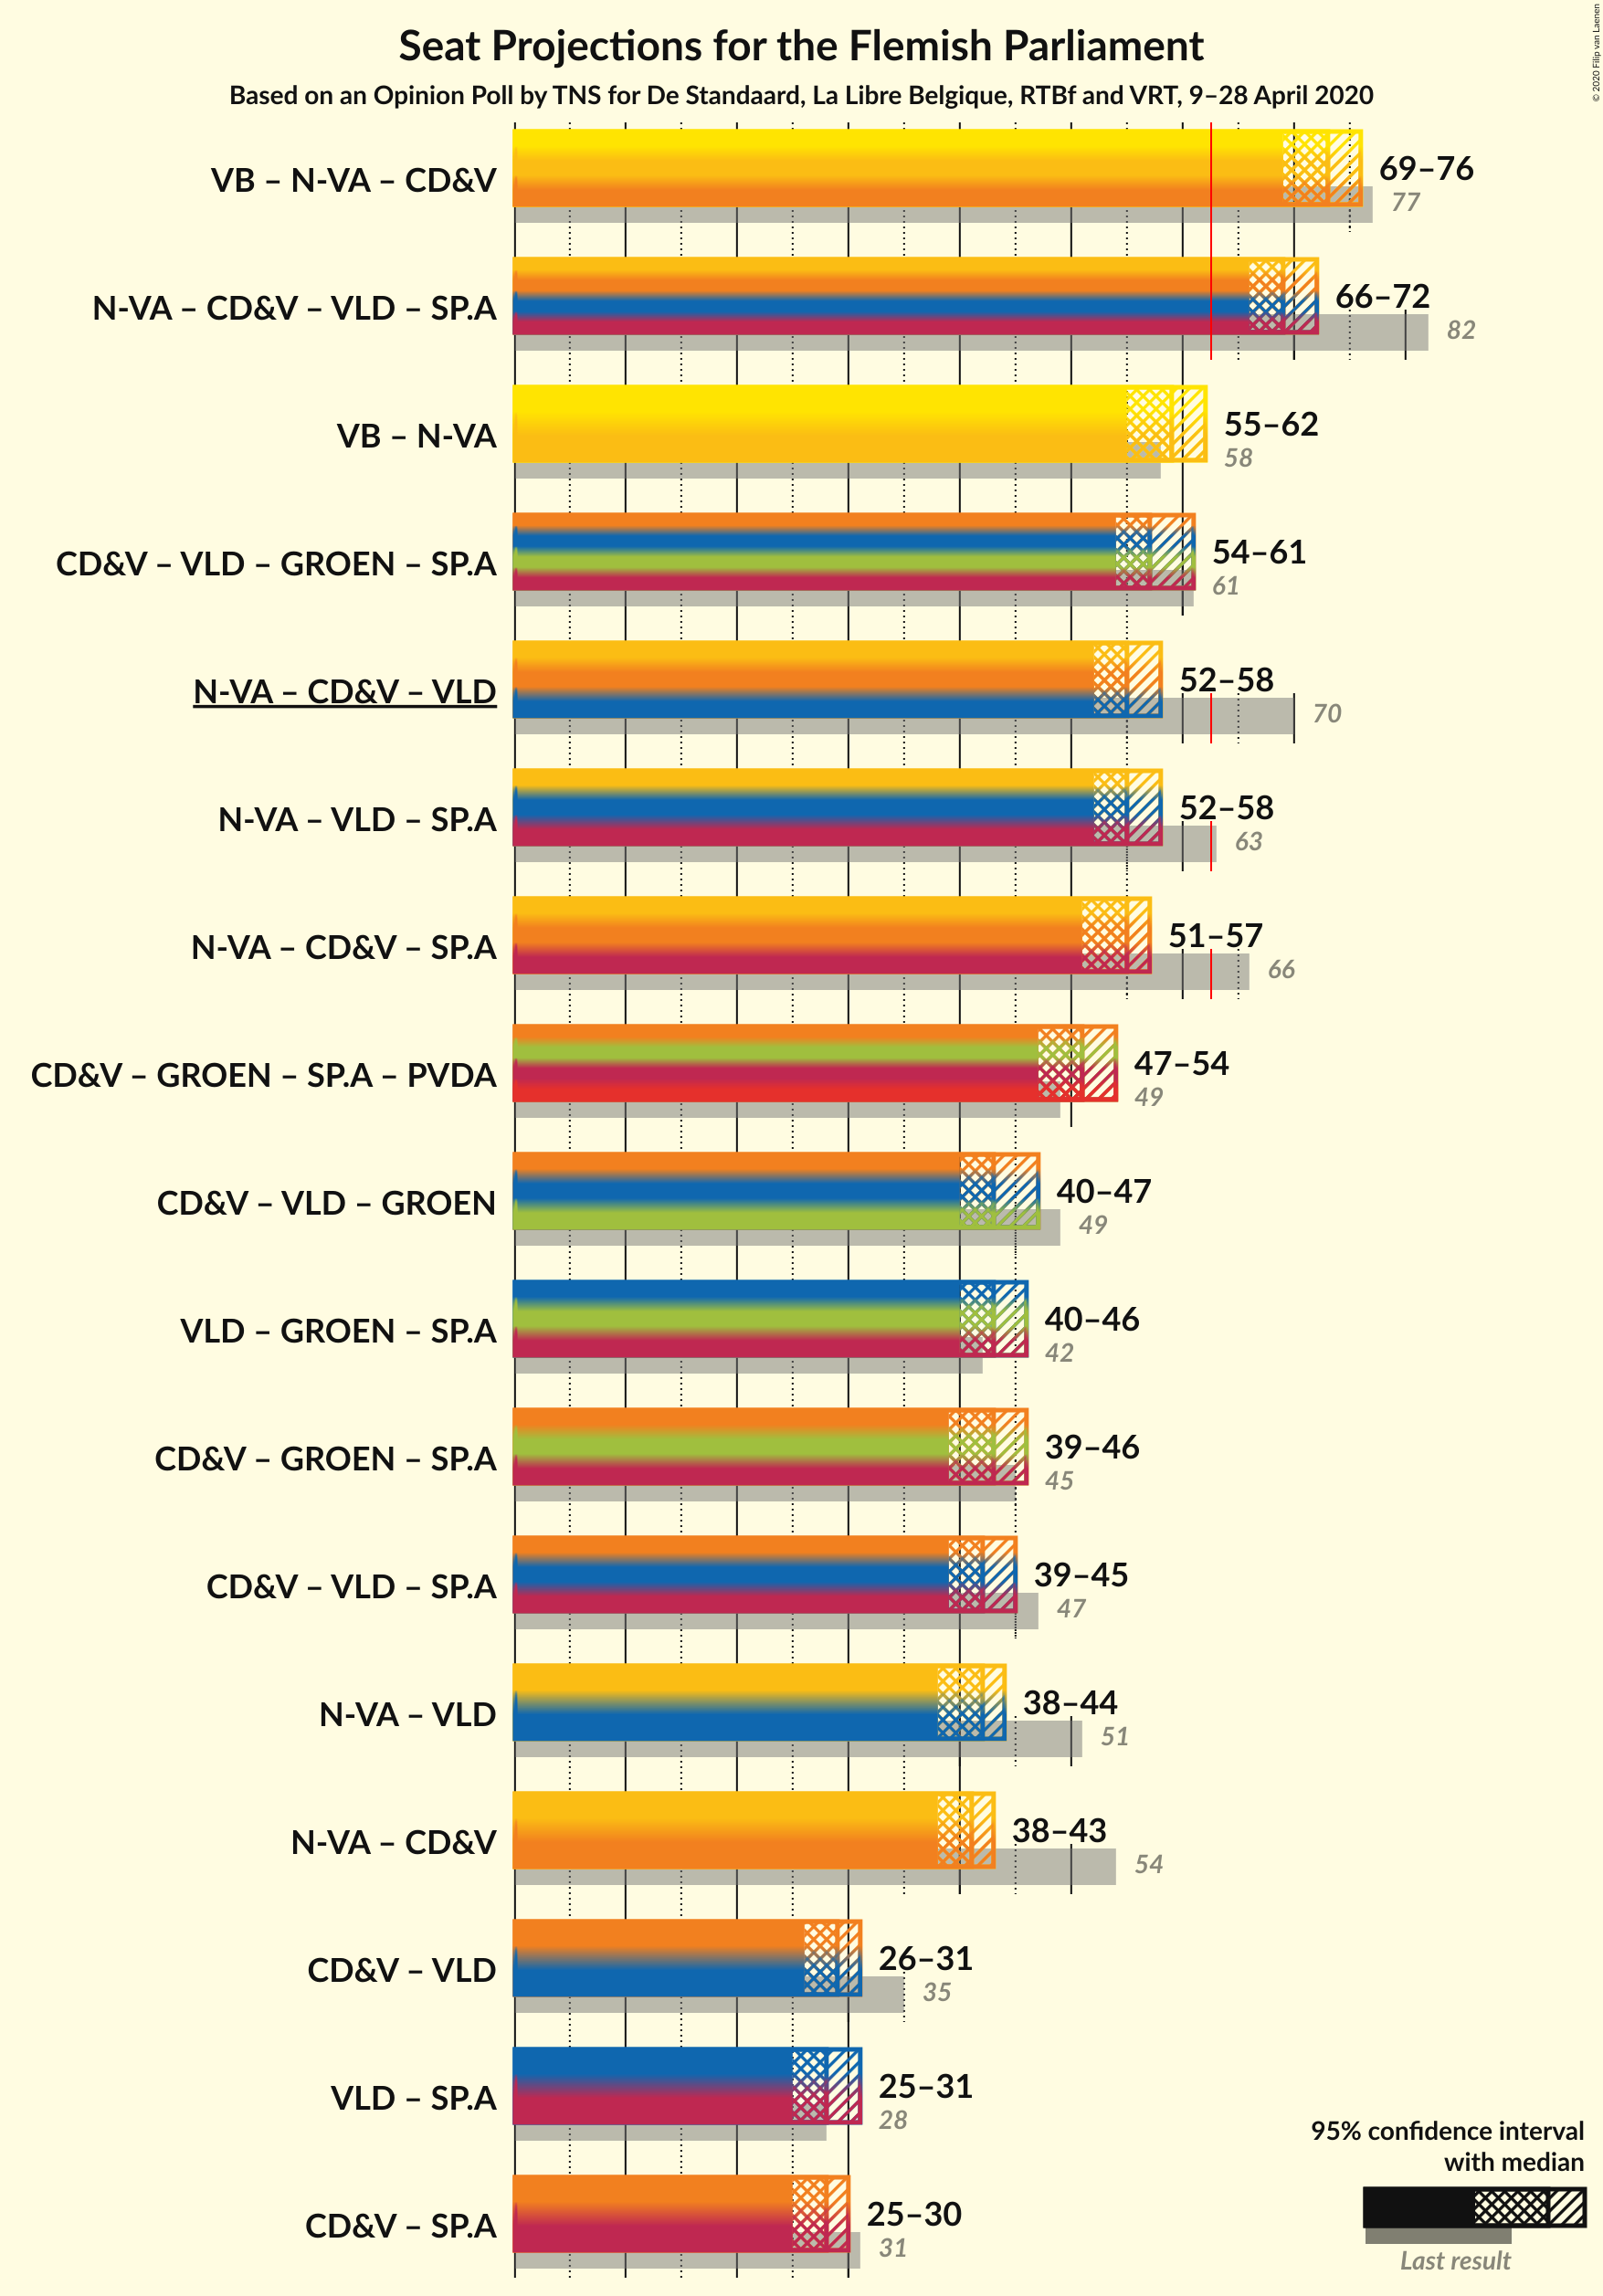 Seat Projections for the Flemish Parliament
Based on an Opinion Poll by TNS for De Standaard, La Libre Belgique, RTBf and VRT, 9–28 April 2020
© 2020 Filip van Laenen
VB – N-VA – CD&V
69–76
77
N-VA – CD&V – VLD – SP.A
66–72
82
VB – N-VA
55–62
58
CD&V – VLD – GROEN – SP.A
54–61
61
N-VA – CD&V – VLD
52–58
70
N-VA – VLD – SP.A
52–58
63
N-VA – CD&V – SP.A
51–57
66
CD&V – GROEN – SP.A – PVDA
47–54
49
CD&V – VLD – GROEN
40–47
49
VLD – GROEN – SP.A
40–46
42
CD&V – GROEN – SP.A
39–46
45
CD&V – VLD – SP.A
39–45
47
N-VA – VLD
38–44
51
N-VA – CD&V
38–43
54
CD&V – VLD
26–31
35
VLD – SP.A
25–31
28
CD&V – SP.A
25–30
31
95% confidence interval
with median
Last result